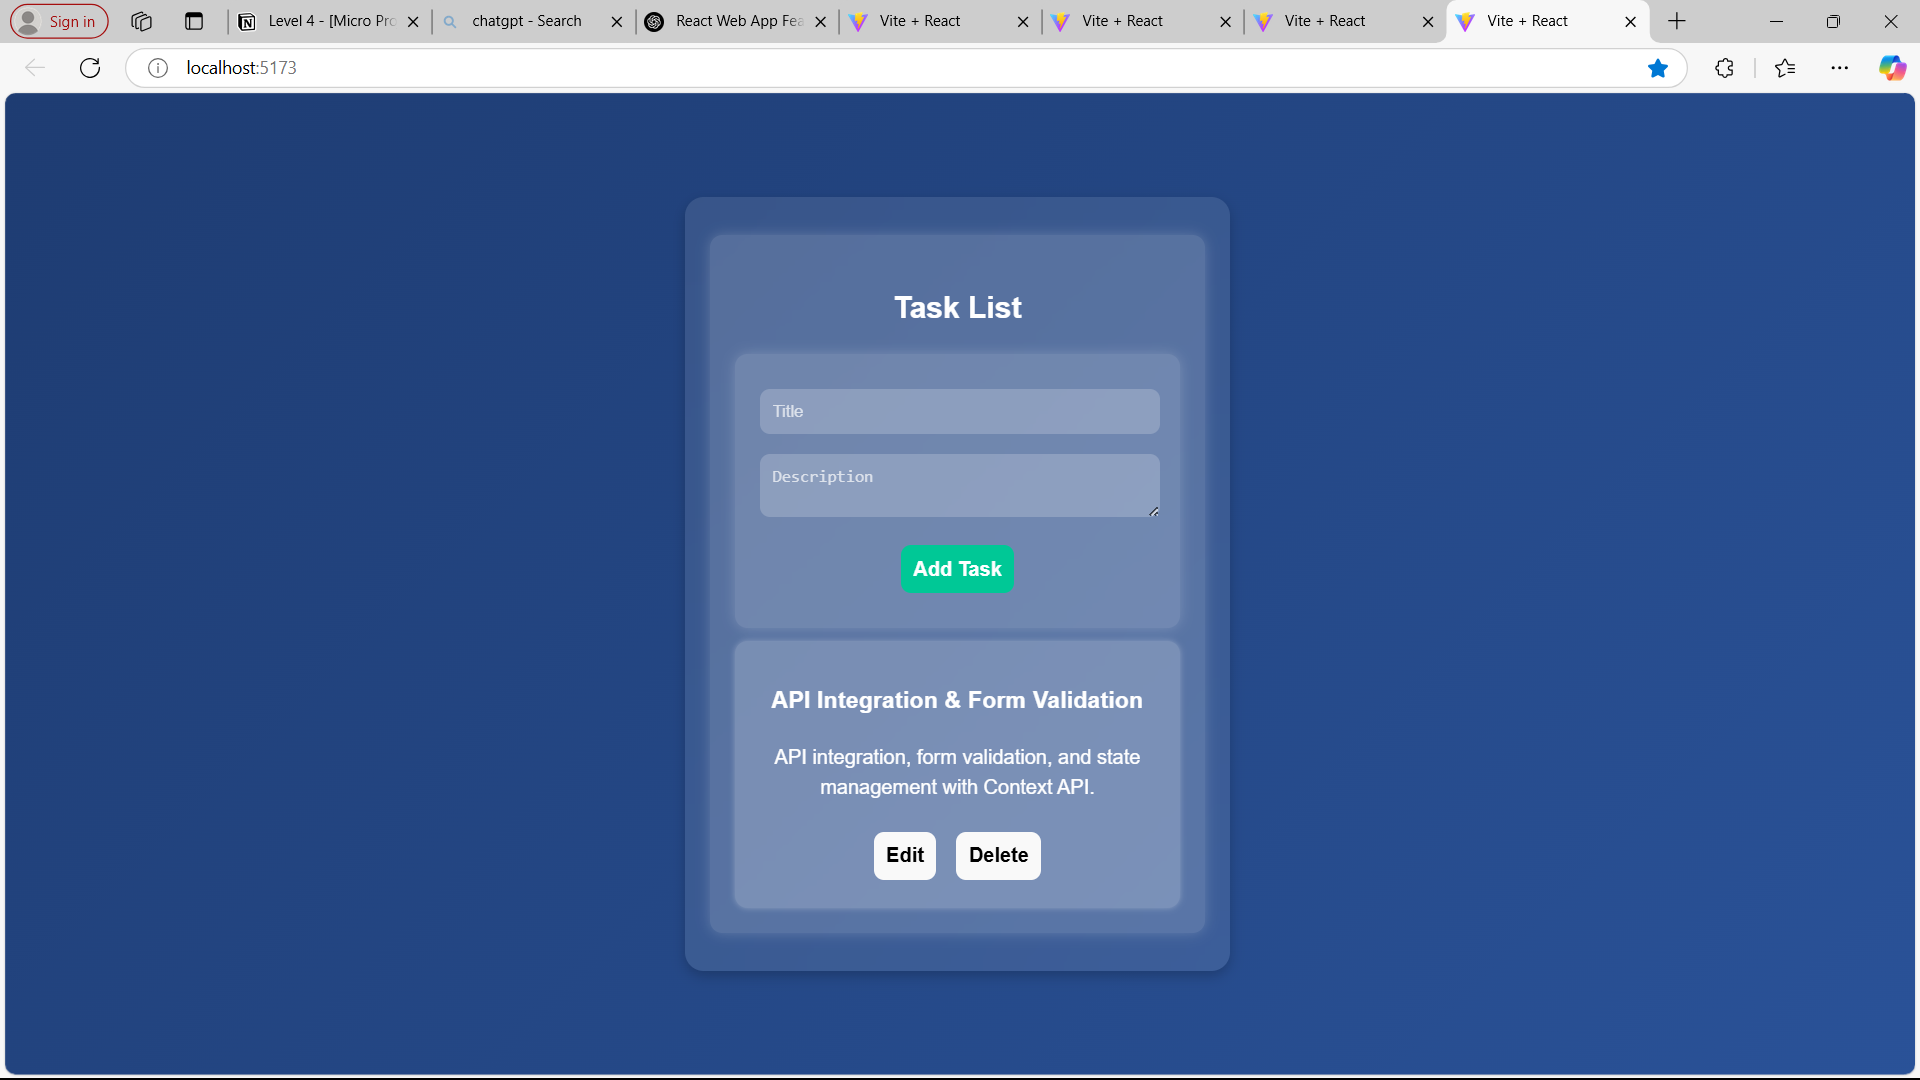 Sign in
Level 4 - [Micro Pro
chatgpt - Search
React Web App Fea
Vite + React
Vite + React
Vite + React
Vite + React
localhost:5173
Task List
Title
Description
Add Task
API Integration & Form Validation
API integration, form validation, and state
management with Context API.
Edit
Delete